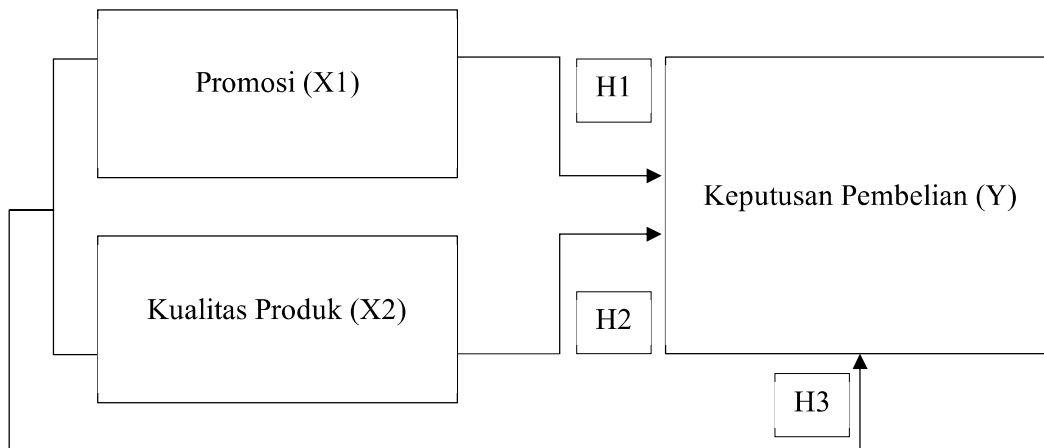 Promosi (X1)
H1
Keputusan Pembelian (Y)
Kualitas Produk (X2)
H2
H3